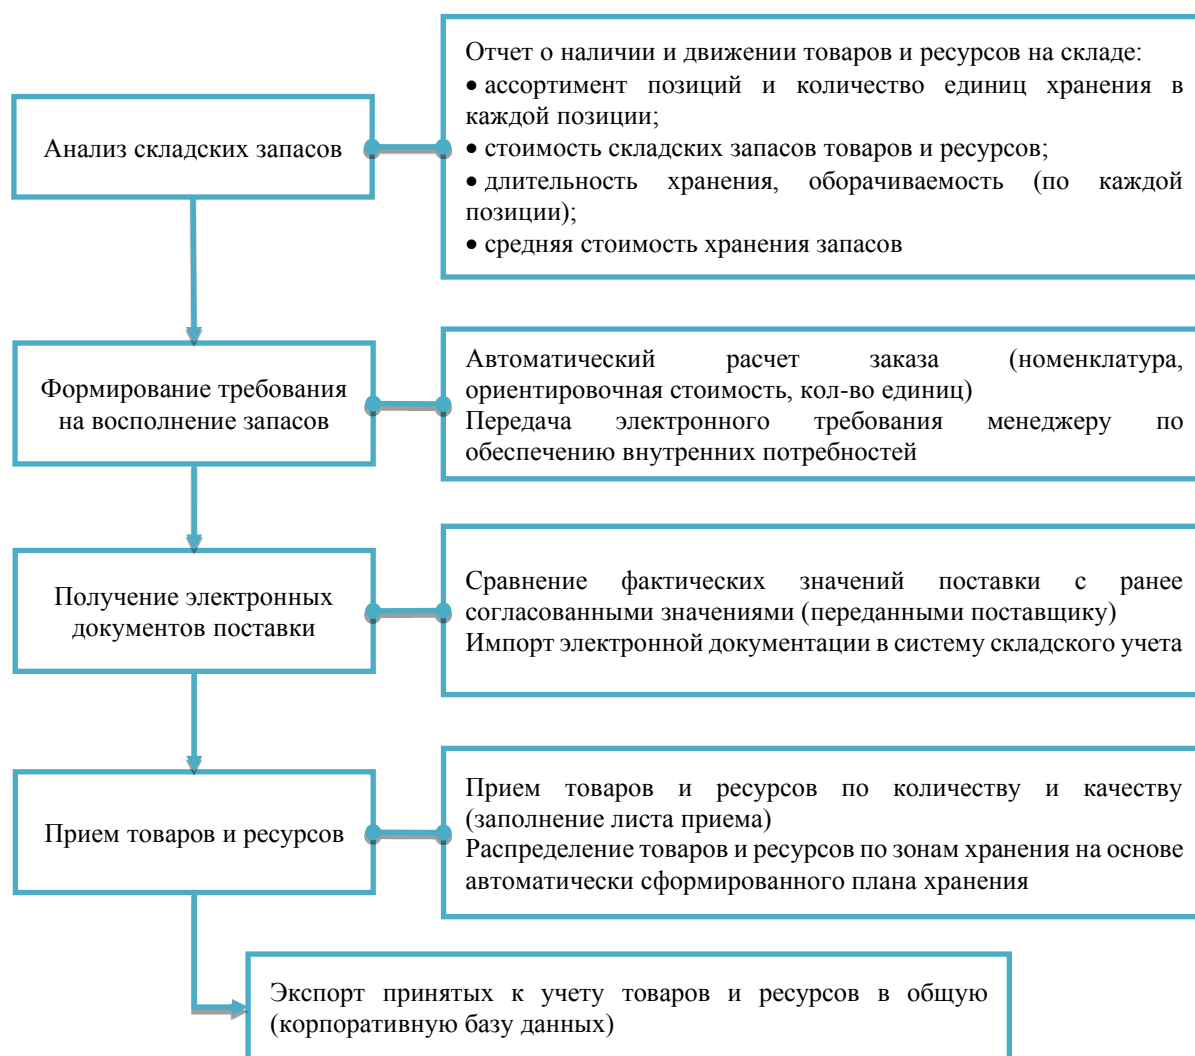 Анализ складских запасов
Отчет о наличии и движении товаров и ресурсов на складе:
• ассортимент позиций и количество единиц хранения в
каждой позиции;
• стоимость складских запасов товаров и ресурсов;
• длительность хранения, оборачиваемость (по каждой
позиции);
• средняя стоимость хранения запасов
Формирование требования
на восполнение запасов
Автоматический расчет заказа (номенклатура,
ориентировочная стоимость, кол-во единиц)
Передача электронного требования менеджеру по
обеспечению внутренних потребностей
Получение электронных
документов поставки
Сравнение фактических значений поставки с ранее
согласованными значениями (переданными поставщику)
Импорт электронной документации в систему складского учета
Прием товаров и ресурсов
Прием товаров и ресурсов по количеству и качеству
(заполнение листа приема)
Распределение товаров и ресурсов по зонам хранения на основе
автоматически сформированного плана хранения
Экспорт принятых к учету товаров и ресурсов в общую
(корпоративную базу данных)